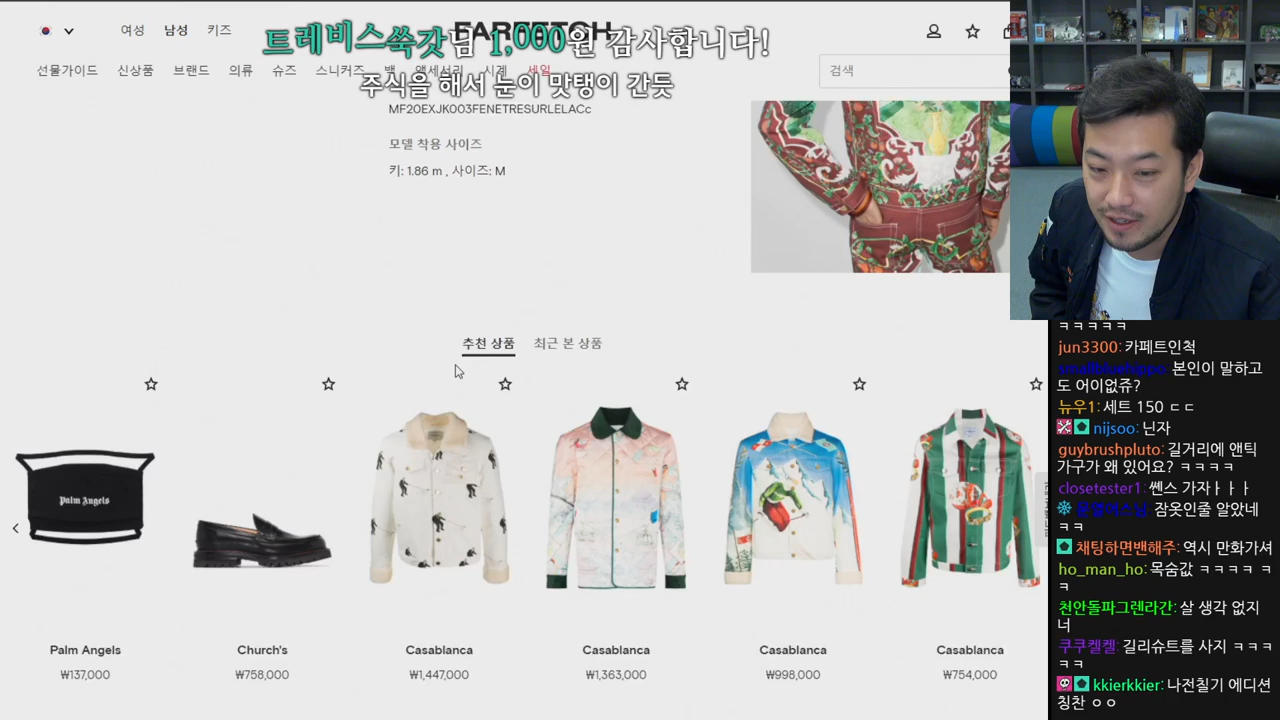 여성 남성 키즈
FARFETCH
트레비스쑥갓님 1,000원 감사합니다!
선물가이드 신상품 브랜드 의류 슈즈 스니커즈 백 액세서리 시계 세일
검색
주식을 해서 눈이 맛탱이 간듯
MF20EXJK003FENETRESURLELACc
모델 착용 사이즈
키: 1.86 m , 사이즈: M
추천 상품 최근 본 상품
Palm Angels
Palm Angels
₩137,000
Church's
₩758,000
Casablanca
₩1,447,000
Casablanca
₩1,363,000
Casablanca
₩998,000
Casablanca
₩754,000
ㅋㅋㅋㅋㅋ
jun3300: 카페트인척
smallbluehippo: 본인이 말하고
도 어이없쥬?
뉴우1: 세트 150 ㄷㄷ
nijsoo: 닌자
guybrushpluto: 길거리에 앤틱
가구가 왜 있어요? ㅋㅋㅋㅋ
closetester1: 쎈스 가자ㅏㅏㅏ
잠옷인줄 알았네
ㅋㅋ
채팅하면밴해주: 역시 만화가셔
ho_man_ho: 목숨값 ㅋㅋㅋㅋ ㅋ
ㅋ
천안돌파그렌라간: 살 생각 없지
너
쿠쿠켈켈: 길리슈트를 사지 ㅋㅋㅋ
ㅋㅋ
kkierkkier: 나전칠기 에디션
칭찬 ㅇㅇ